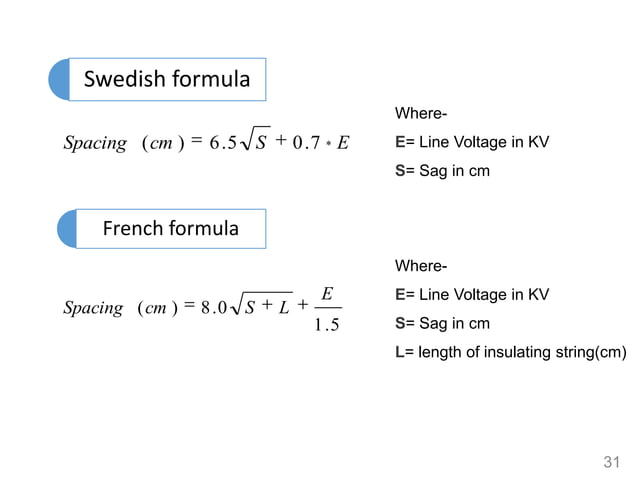 Swedish formula
Spacing (cm) = 6.5√S + 0.7 * E
Where-
E= Line Voltage in KV
S= Sag in cm
French formula
Spacing (cm) = 8.0√S + L + E/1.5
Where-
E= Line Voltage in KV
S= Sag in cm
L= length of insulating string(cm)
31